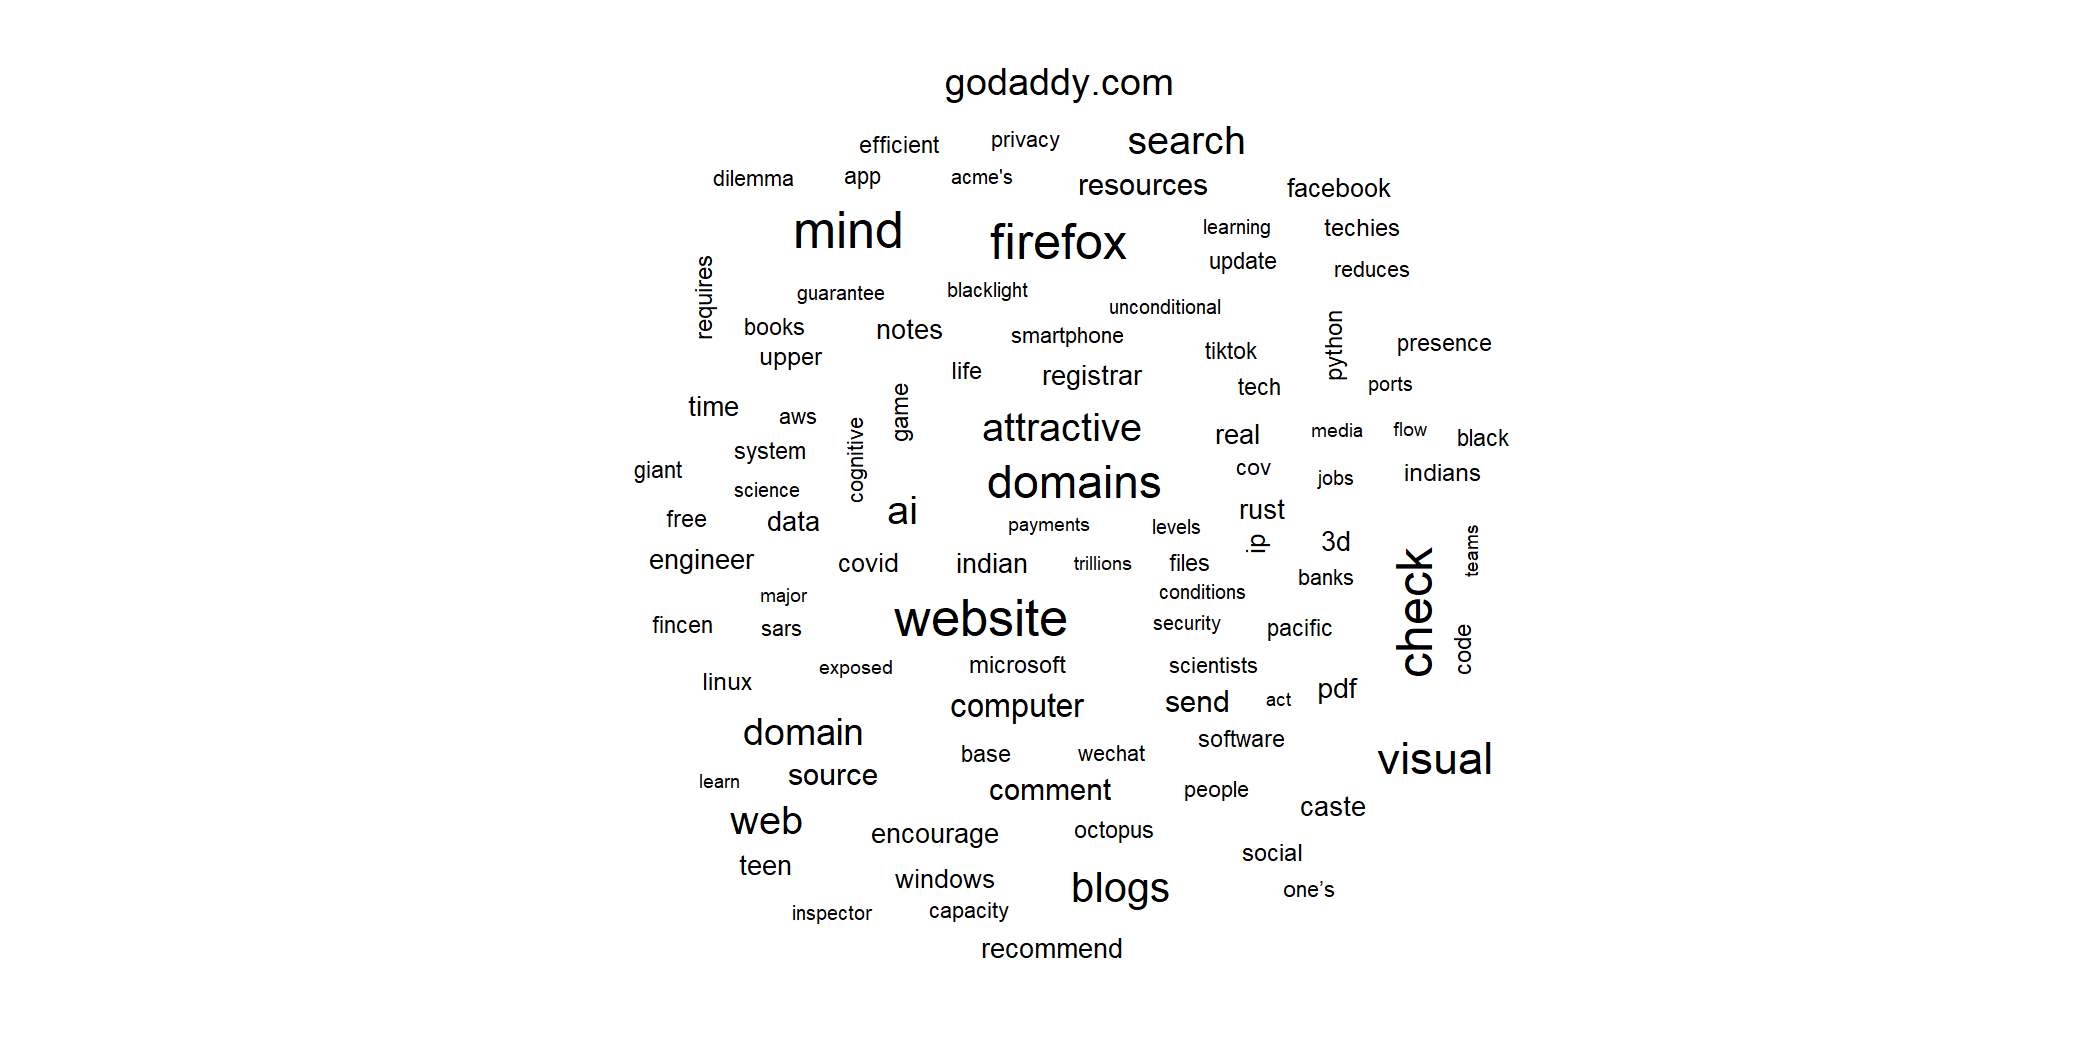 godaddy.com
efficient privacy search
dilemma app acme's resources facebook
mind firefox learning techies
requires update reduces
guarantee blacklight unconditional
books notes smartphone python presence
upper life registrar tiktok tech ports
time aws game attractive real media flow black
system cognitive cov jobs indians
giant science domains
free data ai payments levels rust
engineer covid indian trillions files ip 3d teams
major conditions banks check
fincen sars website security pacific code
exposed microsoft scientists
linux computer send act pdf
domain base wechat software visual
learn source comment people caste
web encourage octopus
teen windows blogs social one’s
inspector capacity
recommend